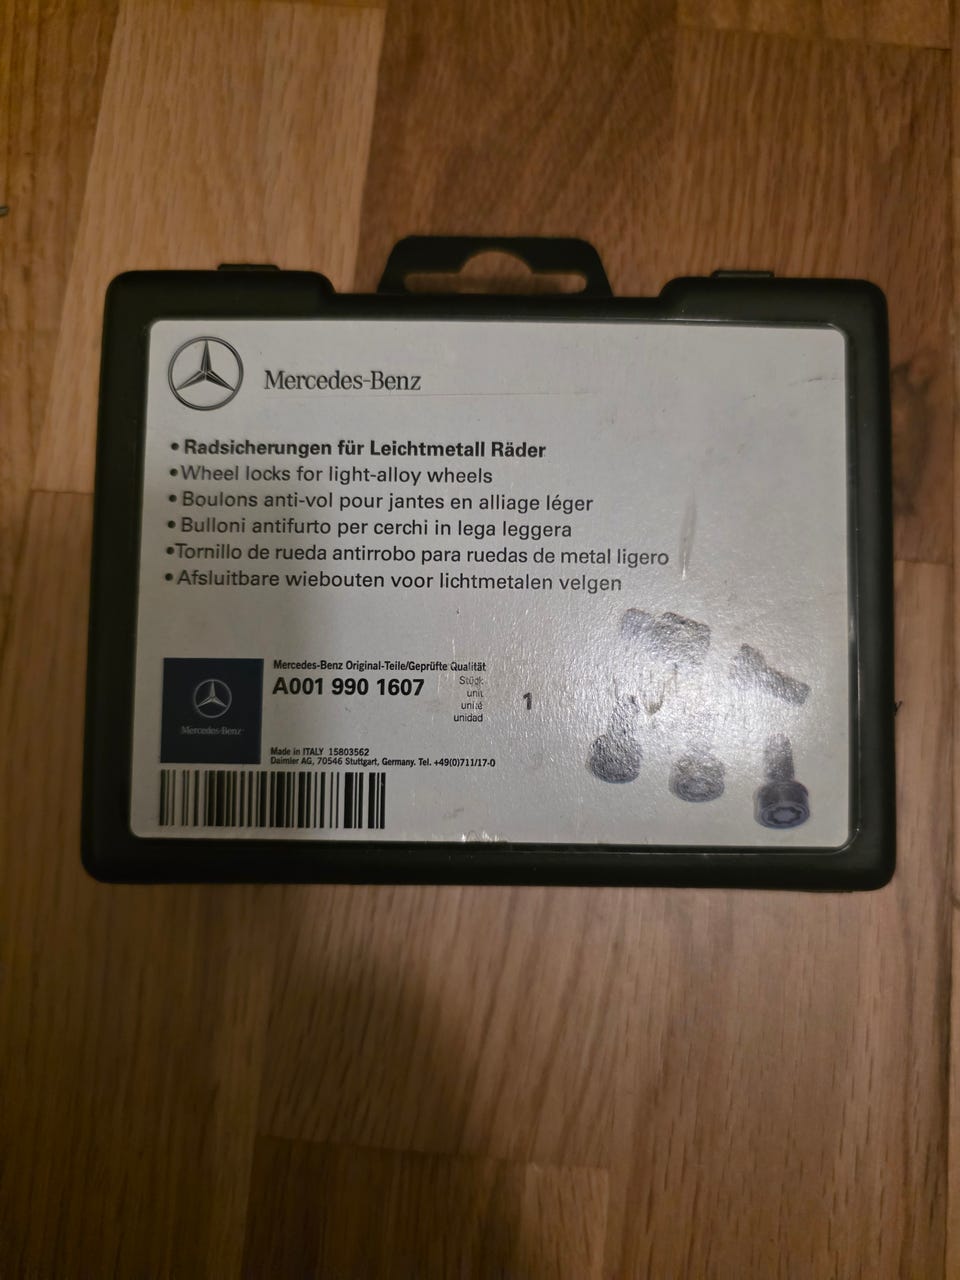 Mercedes-Benz
• Radsicherungen für Leichtmetall Räder
• Wheel locks for light-alloy wheels
• Boulons anti-vol pour jantes en alliage léger
• Bulloni antifurto per cerchi in lega leggera
• Tornillo de rueda antirrobo para ruedas de metal ligero
• Afsluitbare wiebouten voor lichtmetalen velgen
Mercedes-Benz Original-Teile/Geprüfte Qualität
A001 990 1607
Stück
unit
unité
unidad
1
Mercedes-Benz
Made in ITALY 15803562
Daimler AG, 70546 Stuttgart, Germany. Tel. +49(0)711/17-0